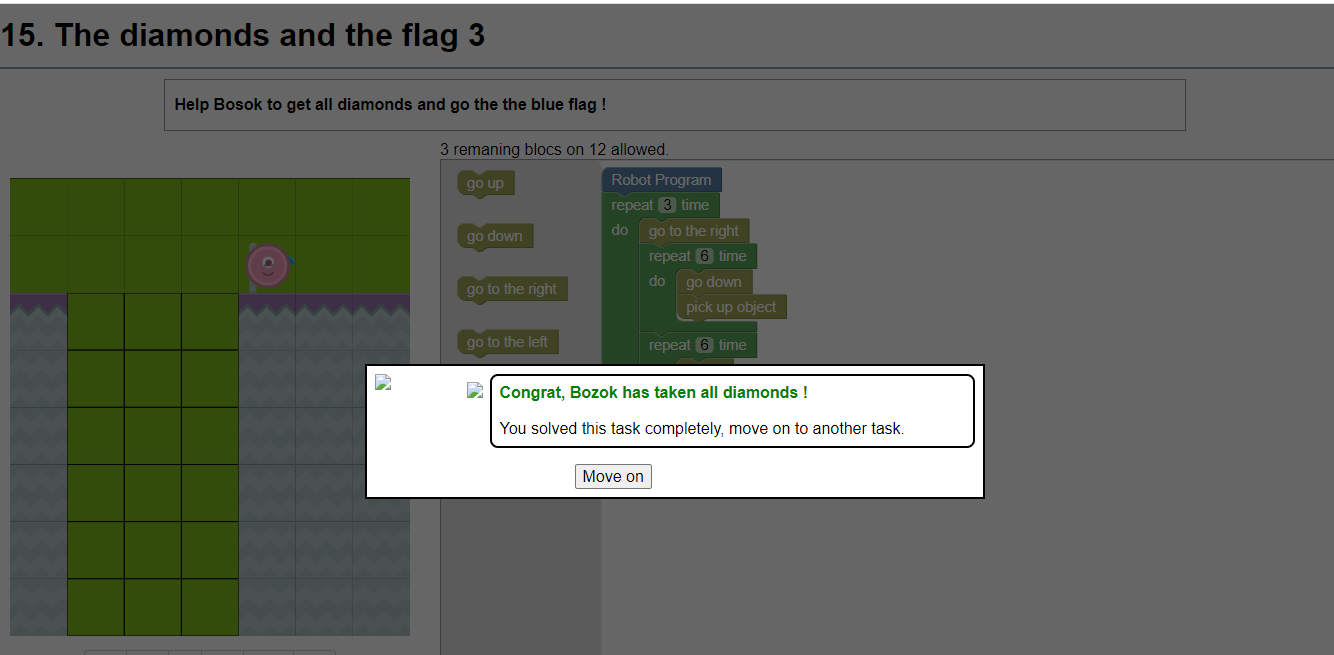 15. The diamonds and the flag 3
Help Bosok to get all diamonds and go the the blue flag !
3 remaning blocs on 12 allowed.
go up
go down
go to the right
go to the left
Robot Program
repeat 3 time
do go to the right
repeat 6 time
do go down
pick up object
repeat 6 time
Congrat, Bozok has taken all diamonds !
You solved this task completely, move on to another task.
Move on